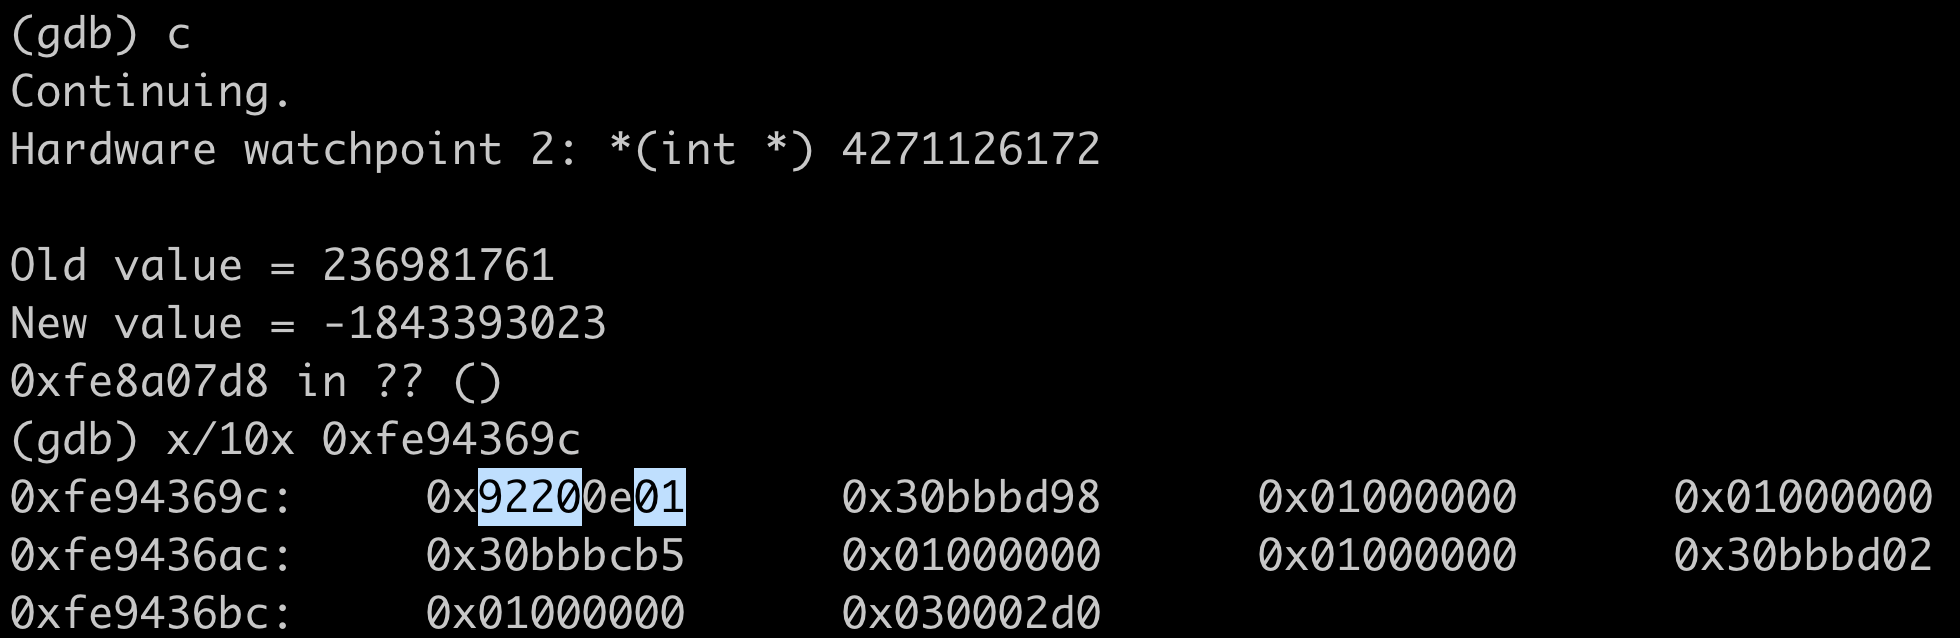 (gdb) c
Continuing.
Hardware watchpoint 2: *(int *) 4271126172
Old value = 236981761
New value = -1843393023
0xfe8a07d8 in ?? ()
(gdb) x/10x 0xfe94369c
0xfe94369c: 0x92200e01 0x30bbbd98 0x01000000 0x01000000
0xfe9436ac: 0x30bbbcb5 0x01000000 0x01000000 0x30bbbd02
0xfe9436bc: 0x01000000 0x030002d0